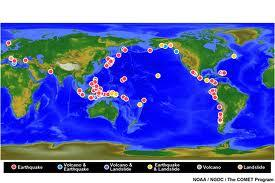 Earthquake
Volcano &
Earthquake
Volcano &
Landslide
Earthquake
& Landslide
Volcano
Landslide
NOAA / NGDC / The COMET Program